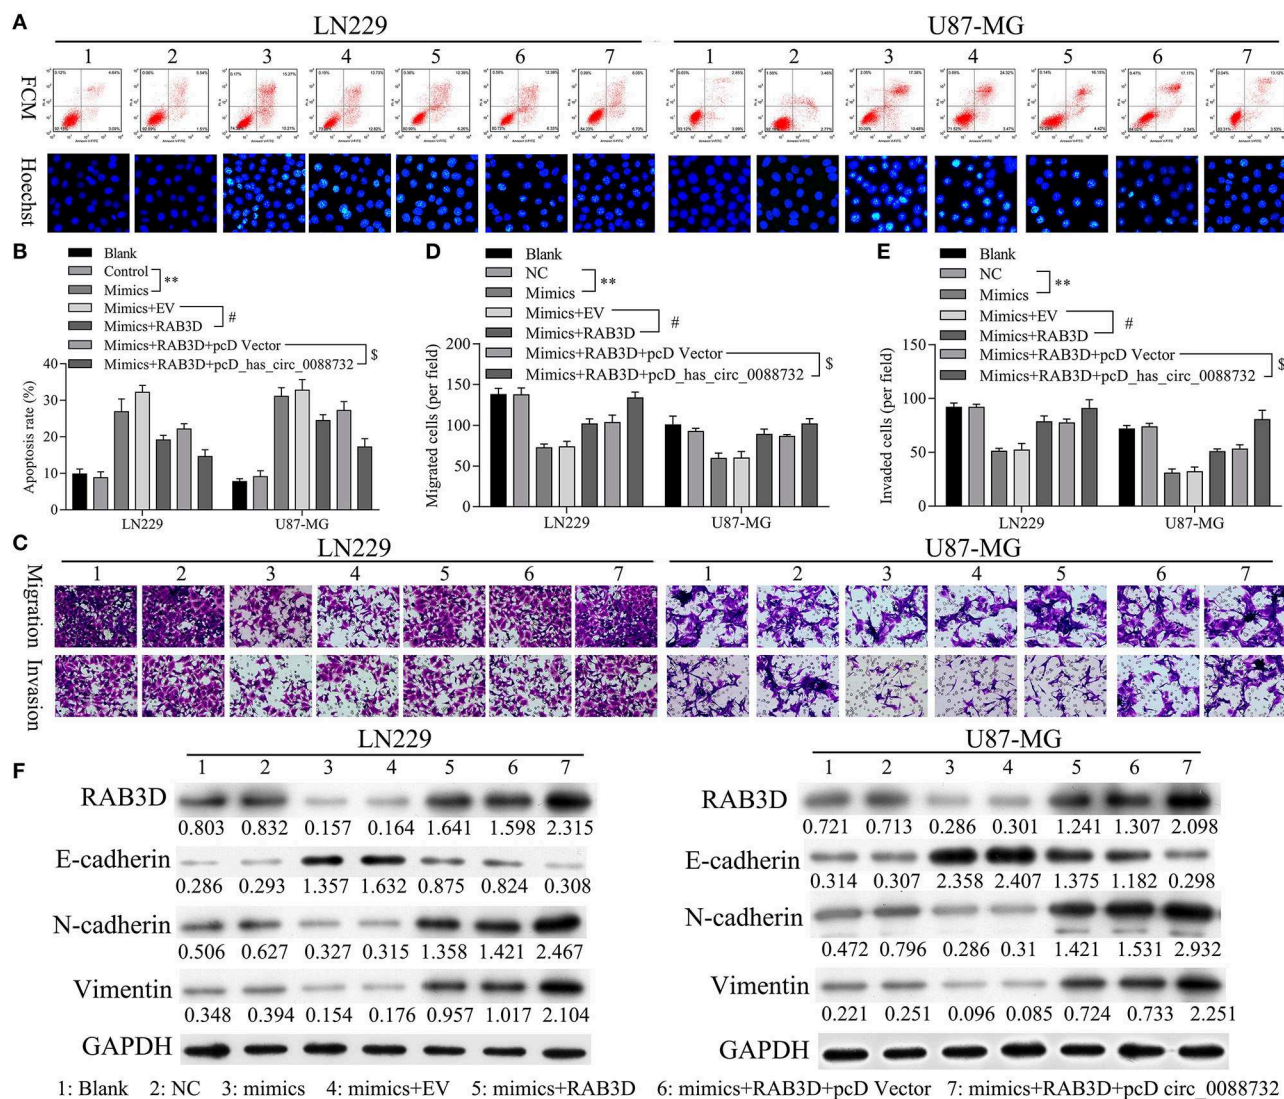 A
LN229
U87-MG
1 2 3 4 5 6 7
1 2 3 4 5 6 7
FCM
Hoechst
B
Blank
Control
Mimics
Mimics+EV
Mimics+RAB3D
Mimics+RAB3D+pcD Vector
Mimics+RAB3D+pcD_has_circ_0088732
**
#
$
Apoptosis rate (%)
40
30
20
10
0
LN229
U87-MG
D
Blank
NC
Mimics
Mimics+EV
Mimics+RAB3D
Mimics+RAB3D+pcD Vector
Mimics+RAB3D+pcD_has_circ_0088732
**
#
$
Migrated cells (per field)
200
150
100
50
0
LN229
U87-MG
E
Blank
NC
Mimics
Mimics+EV
Mimics+RAB3D
Mimics+RAB3D+pcD Vector
Mimics+RAB3D+pcD_has_circ_0088732
**
#
$
Invaded cells (per field)
150
100
50
0
LN229
U87-MG
C
LN229
U87-MG
1 2 3 4 5 6 7
1 2 3 4 5 6 7
Migration
Invasion
F
LN229
1 2 3 4 5 6 7
RAB3D
0.803 0.832 0.157 0.164 1.641 1.598 2.315
E-cadherin
0.286 0.293 1.357 1.632 0.875 0.824 0.308
N-cadherin
0.506 0.627 0.327 0.315 1.358 1.421 2.467
Vimentin
0.348 0.394 0.154 0.176 0.957 1.017 2.104
GAPDH
U87-MG
1 2 3 4 5 6 7
RAB3D
0.721 0.713 0.286 0.301 1.241 1.307 2.098
E-cadherin
0.314 0.307 2.358 2.407 1.375 1.182 0.298
N-cadherin
0.472 0.796 0.286 0.31 1.421 1.531 2.932
Vimentin
0.221 0.251 0.096 0.085 0.724 0.733 2.251
GAPDH
1: Blank 2: NC 3: mimics 4: mimics+EV 5: mimics+RAB3D 6: mimics+RAB3D+pcD Vector 7: mimics+RAB3D+pcD circ_0088732